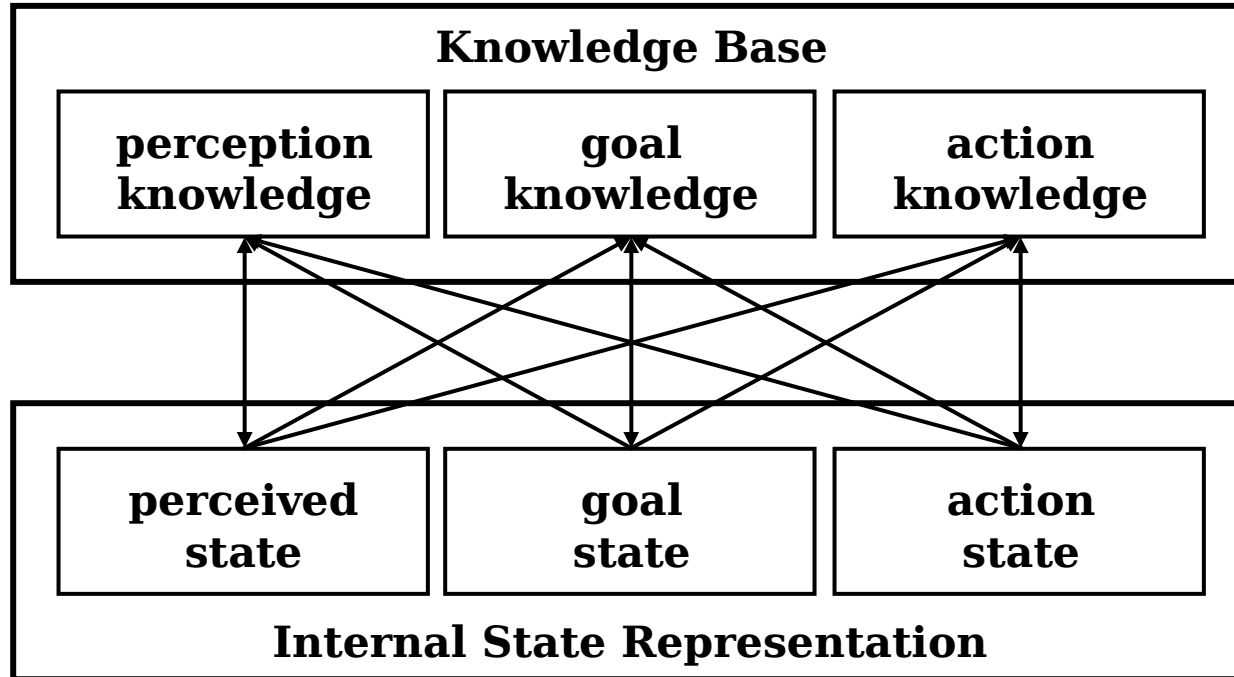 Knowledge Base
perception
knowledge
goal
knowledge
action
knowledge
perceived
state
goal
state
action
state
Internal State Representation